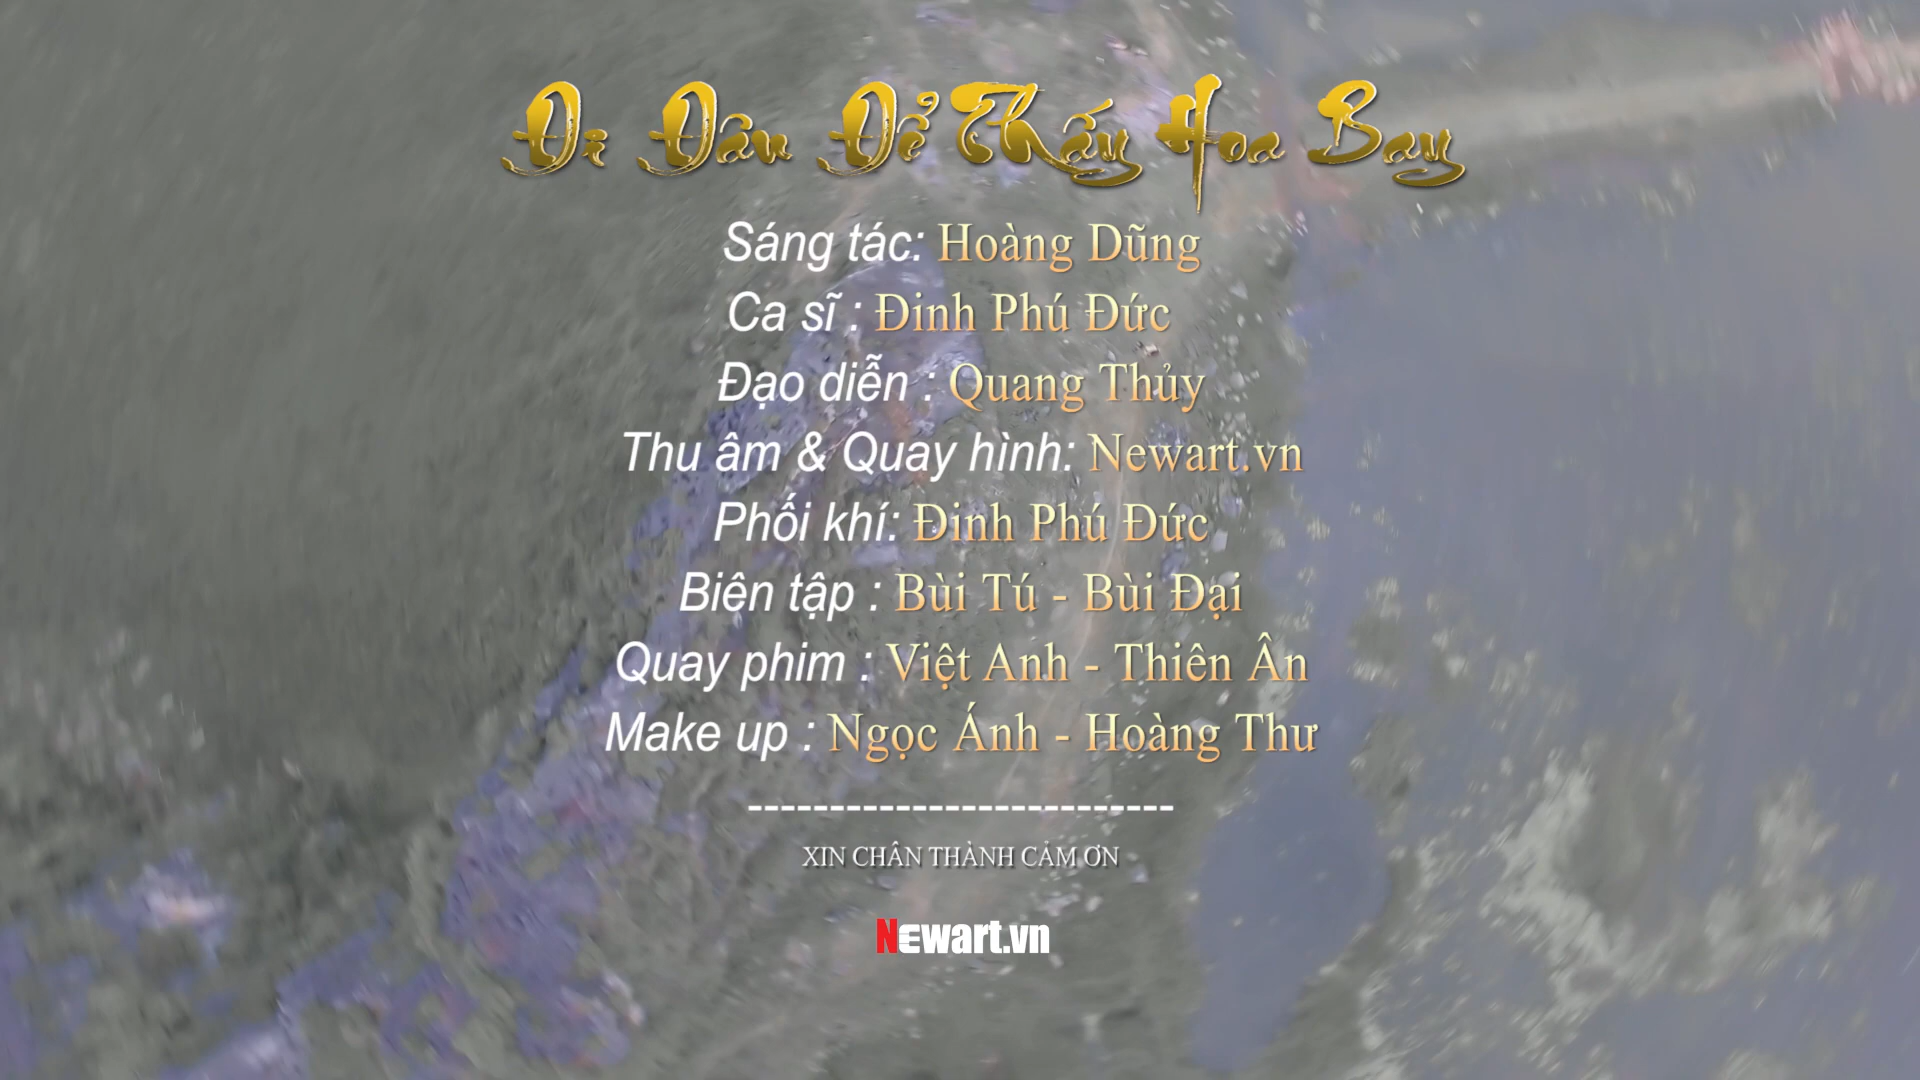 Đi Đâu Để Thấy Hoa Bay
Sáng tác: Hoàng Dũng
Ca sĩ : Đinh Phú Đức
Đạo diễn : Quang Thủy
Thu âm & Quay hình: Newart.vn
Phối khí: Đinh Phú Đức
Biên tập : Bùi Tú - Bùi Đại
Quay phim : Việt Anh - Thiên Ân
Make up : Ngọc Ánh - Hoàng Thư
--------------------------
XIN CHÂN THÀNH CẢM ƠN
Newart.vn